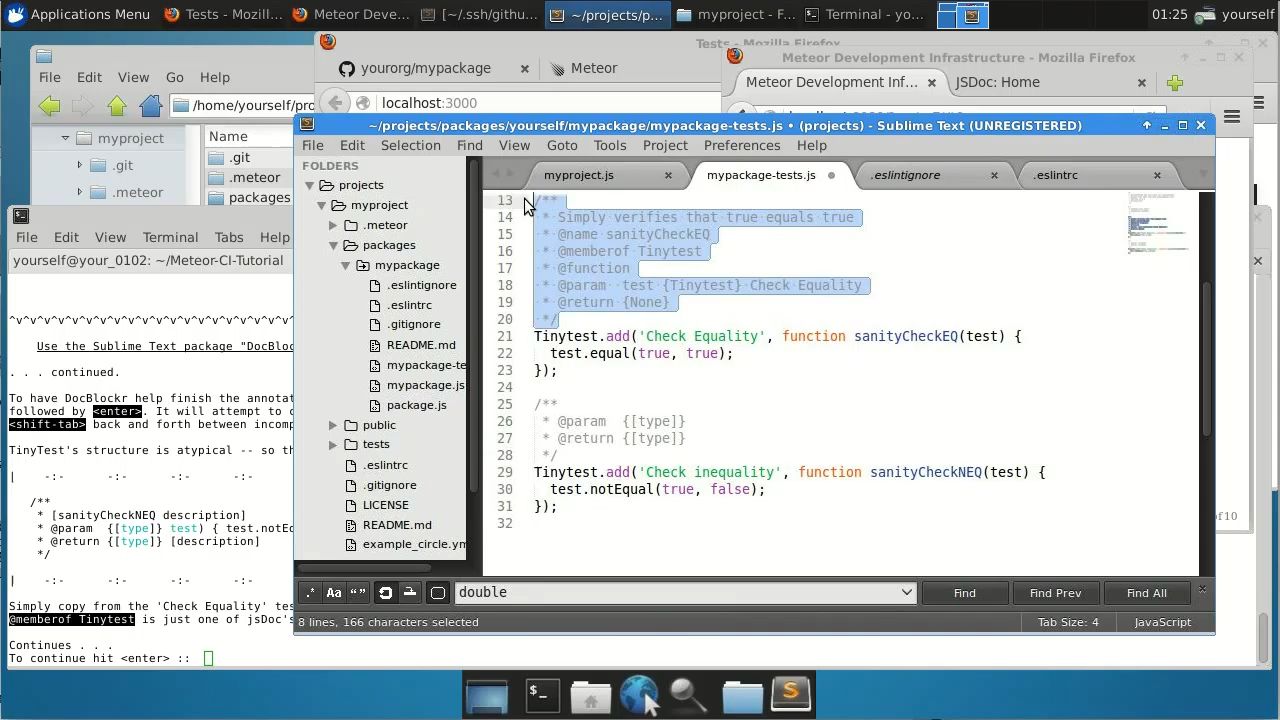 Applications Menu
Tests - Mozill...
Meteor Deve...
[~/.ssh/githu...
~/projects/p...
myproject - F...
Terminal - yo...
01:25
yourself
Tests - Mozilla Firefox
Meteor Development Infrastructure - Mozilla Firefox
File Edit View Go Help
yourorg/mypackage
Meteor
Meteor Development Inf...
JSDoc: Home
/home/yourself/pro
localhost:3000
myproject
.git
.meteor
Name
.git
.meteor
packages
~/projects/packages/yourself/mypackage/mypackage-tests.js • (projects) - Sublime Text (UNREGISTERED)
File Edit Selection Find View Goto Tools Project Preferences Help
FOLDERS
projects
myproject
.meteor
packages
mypackage
.eslintignore
.eslintrc
.gitignore
README.md
mypackage-te
mypackage.js
package.js
public
tests
.eslintrc
.gitignore
LICENSE
README.md
example_circle.ym
myproject.js
mypackage-tests.js
.eslintignore
.eslintrc
13 /**
14 * Simply verifies that true equals true
15 * @name sanityCheckEQ
16 * @memberof Tinytest
17 * @function
18 * @param  test {Tinytest} Check Equality
19 * @return {None}
20 */
21 Tinytest.add('Check Equality', function sanityCheckEQ(test) {
22   test.equal(true, true);
23 });
24
25 /**
26 * @param  {[type]}
27 * @return {[type]}
28 */
29 Tinytest.add('Check inequality', function sanityCheckNEQ(test) {
30   test.notEqual(true, false);
31 });
32
.* Aa “” double Find Find Prev Find All
8 lines, 166 characters selected Tab Size: 4 JavaScript
of 10
File Edit View Terminal Tabs Help
yourself@your_0102: ~/Meteor-CI-Tutorial
^v^v^v^v^v^v^v^v^v^v^v^v^v^v^v^v^v^v
Use the Sublime Text package "DocBloc
. . . continued.
To have DocBlockr help finish the annotat
followed by <enter>. It will attempt to c
<shift-tab> back and forth between incomp
TinyTest's structure is atypical -- so th
|    -:-    -:-    -:-    -:-
/**
* [sanityCheckNEQ description]
* @param  {[type]} test) { test.notEq
* @return {[type]} [description]
*/
|    -:-    -:-    -:-    -:-
Simply copy from the 'Check Equality' tes
@memberof Tinytest is just one of jsDoc's
Continues . . .
To continue hit <enter> ::